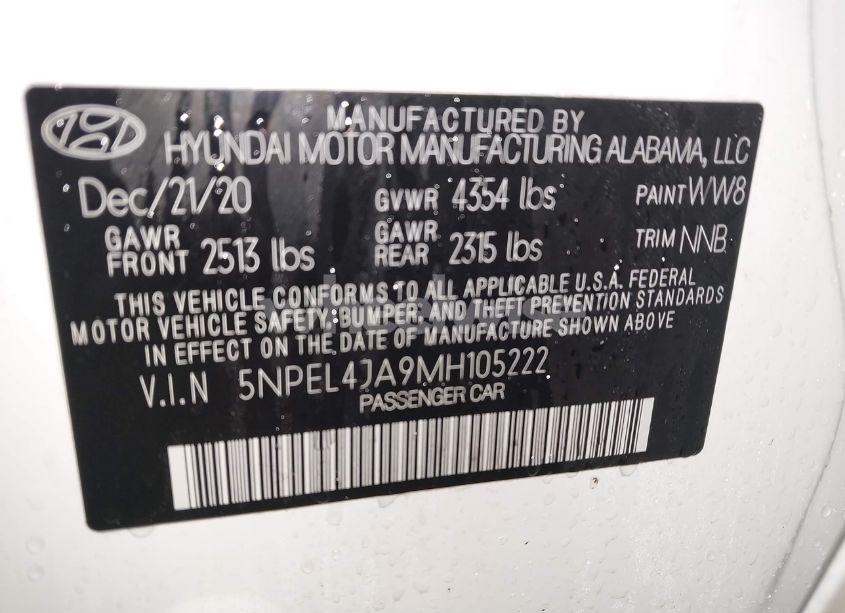 MANUFACTURED BY
HYUNDAI MOTOR MANUFACTURING ALABAMA, LLC
Dec/21/20 GVWR 4354 lbs PAINT WW8
GAWR FRONT 2513 lbs GAWR REAR 2315 lbs TRIM NNB
THIS VEHICLE CONFORMS TO ALL APPLICABLE U.S.A. FEDERAL
MOTOR VEHICLE SAFETY, BUMPER, AND THEFT PREVENTION STANDARDS
IN EFFECT ON THE DATE OF MANUFACTURE SHOWN ABOVE
V.I.N 5NPEL4JA9MH105222
PASSENGER CAR